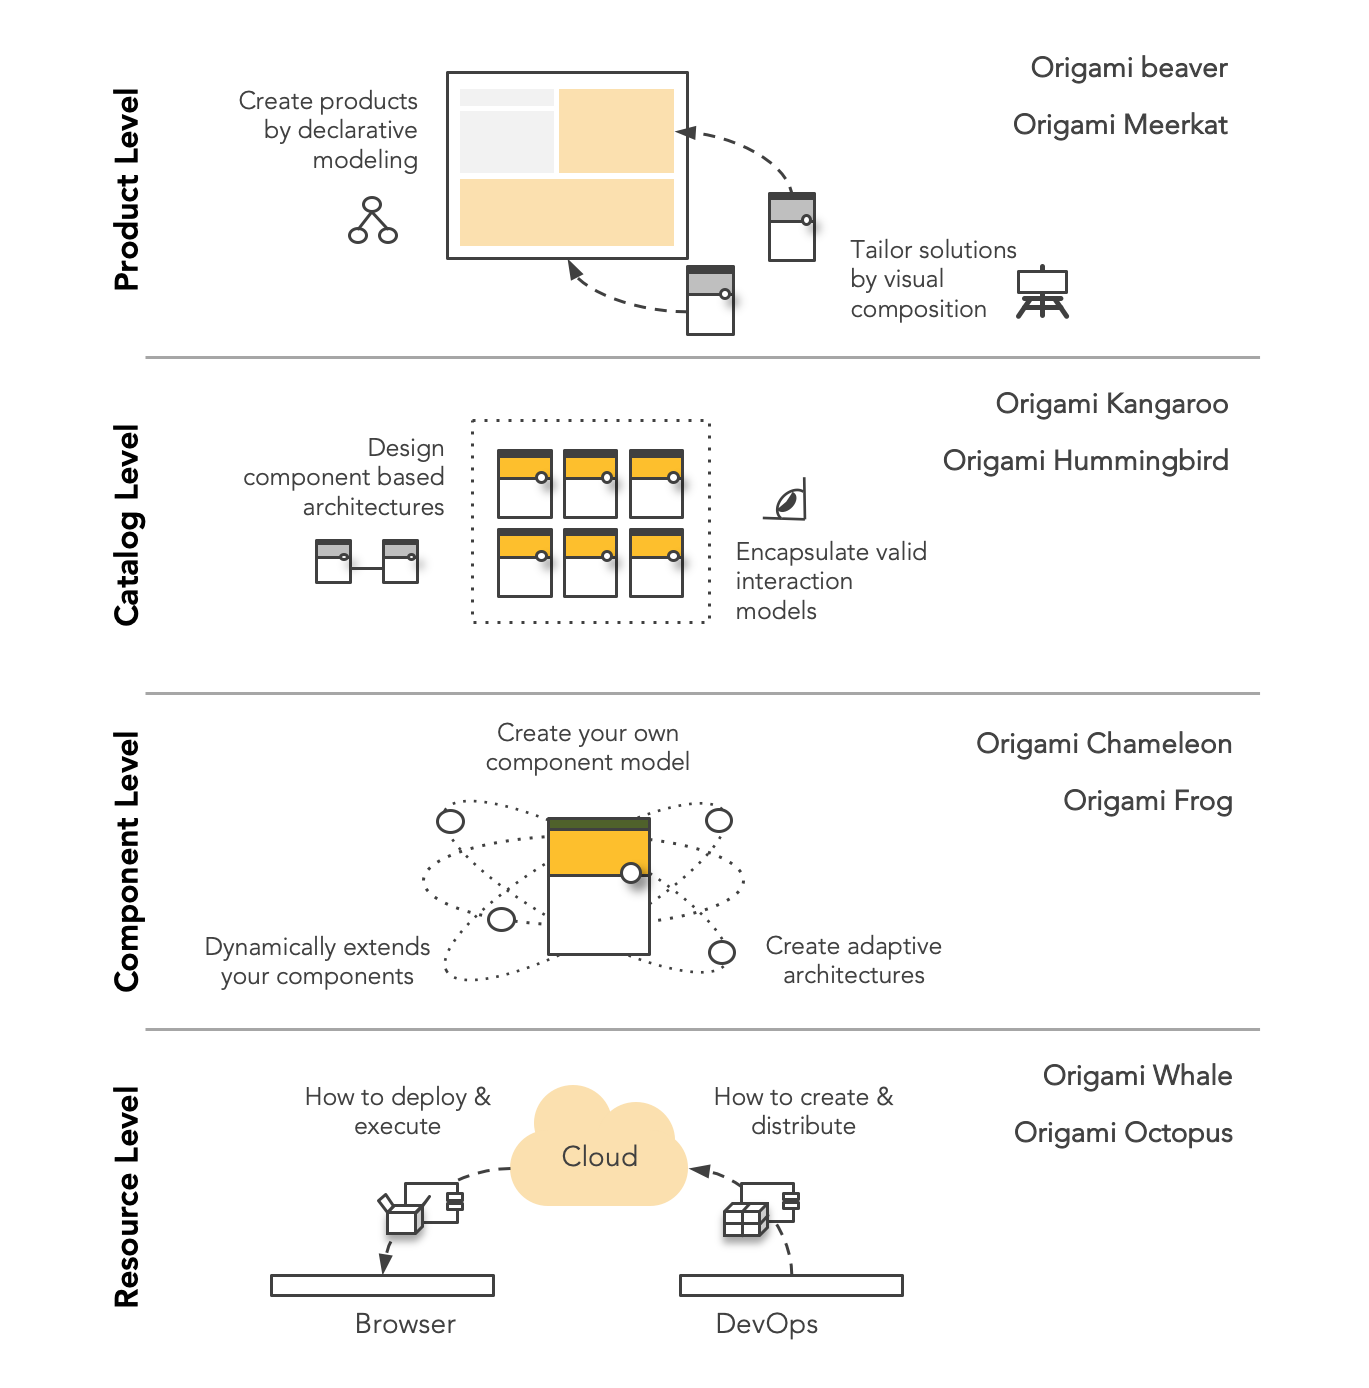 Product Level
Create products
by declarative
modeling
Origami beaver
Origami Meerkat
Tailor solutions
by visual
composition
Catalog Level
Design
component based
architectures
Origami Kangaroo
Origami Hummingbird
Encapsulate valid
interaction
models
Component Level
Create your own
component model
Origami Chameleon
Origami Frog
Dynamically extends
your components
Create adaptive
architectures
Resource Level
How to deploy &
execute
Cloud
How to create &
distribute
Origami Whale
Origami Octopus
Browser
DevOps